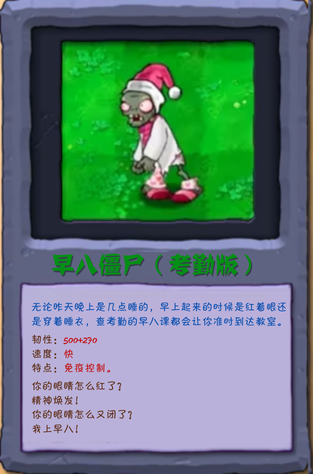 早八僵尸（考勤版）
无论昨天晚上是几点睡的，早上起来的时候是红着眼还
是穿着睡衣，查考勤的早八课都会让你准时到达教室。
韧性：500+270
速度：快
特点：免疫控制。
你的眼睛怎么红了?
精神焕发!
你的眼睛怎么又闭了?
我上早八!